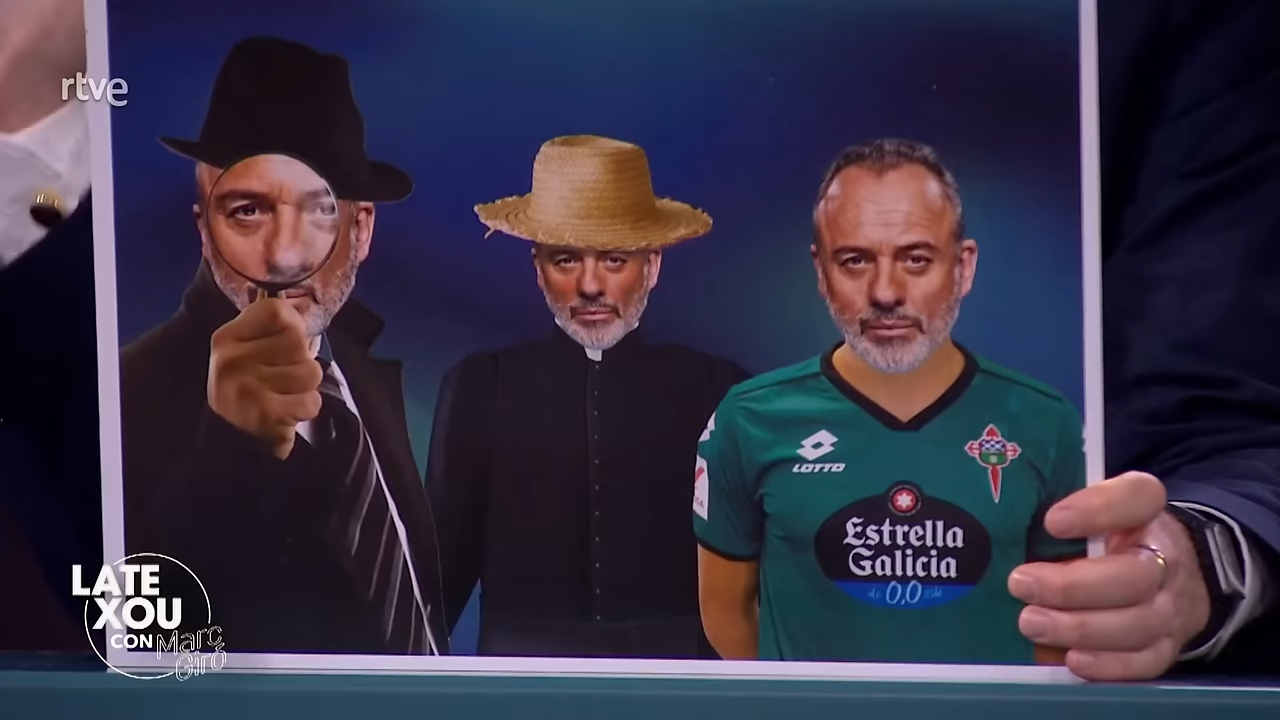 rtve
LOTTO
Estrella
Galicia
0,0
LATE
XOU
CON Marc
Giró